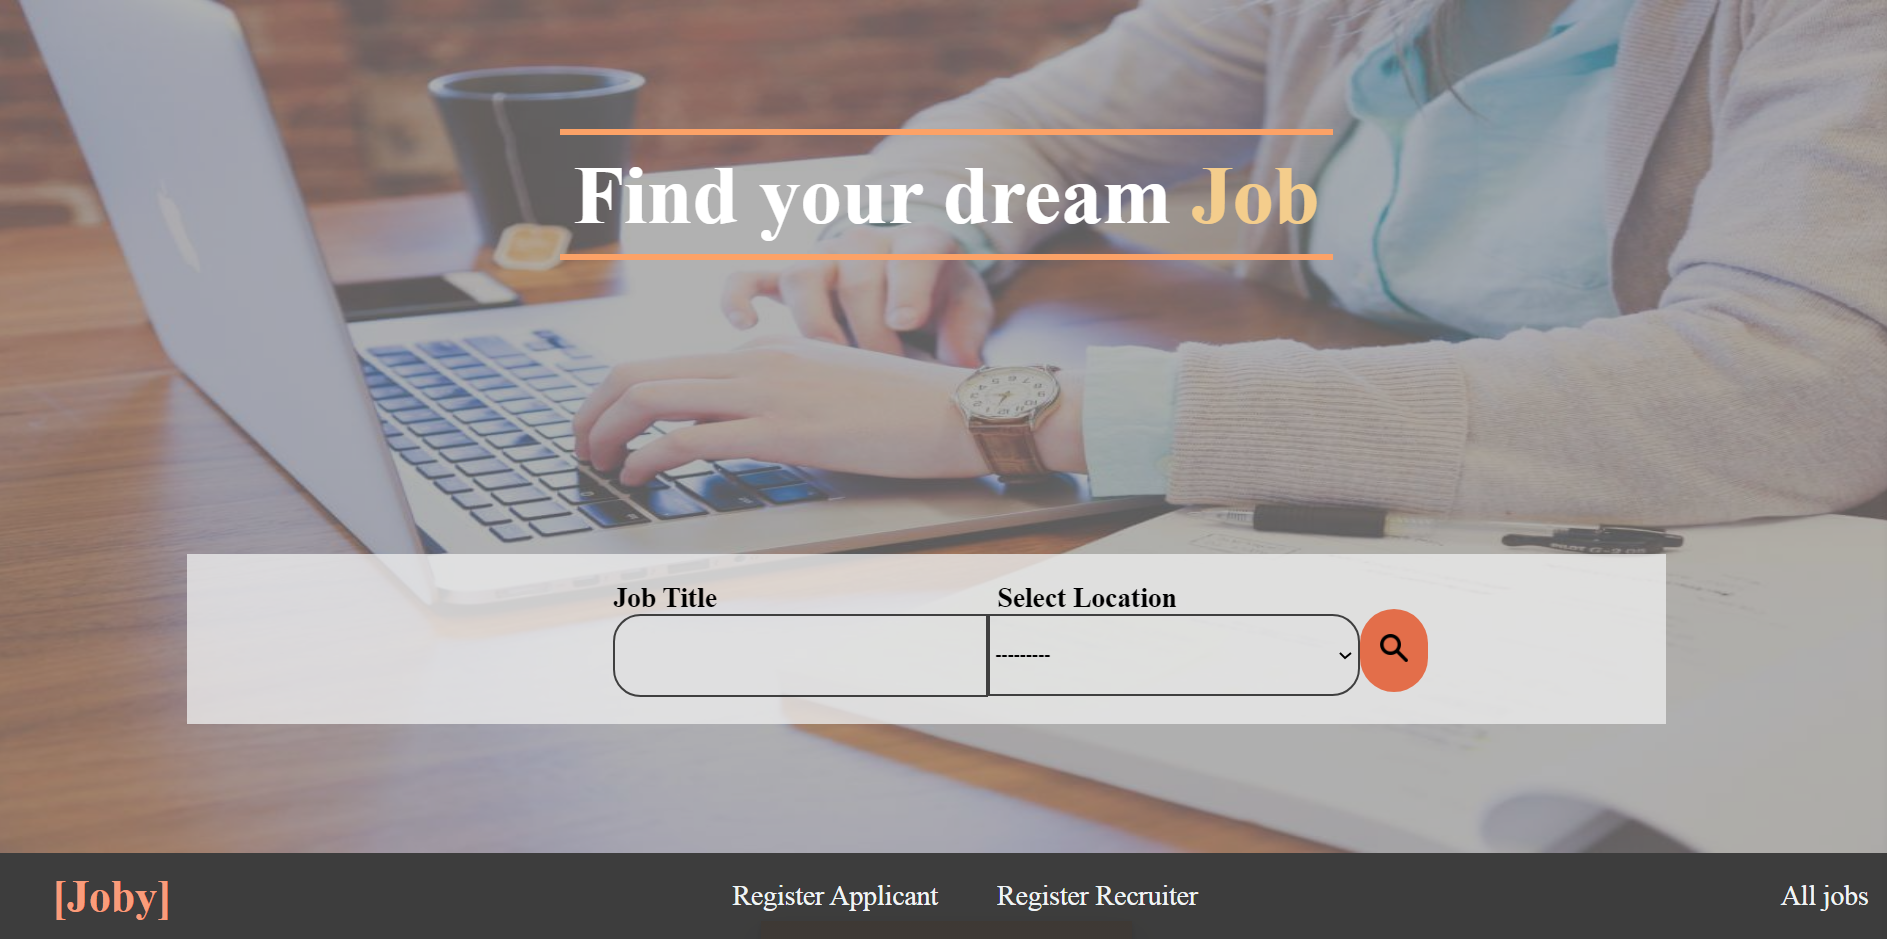 Find your dream Job
Job Title
Select Location
---------
[Joby]
Register Applicant
Register Recruiter
All jobs